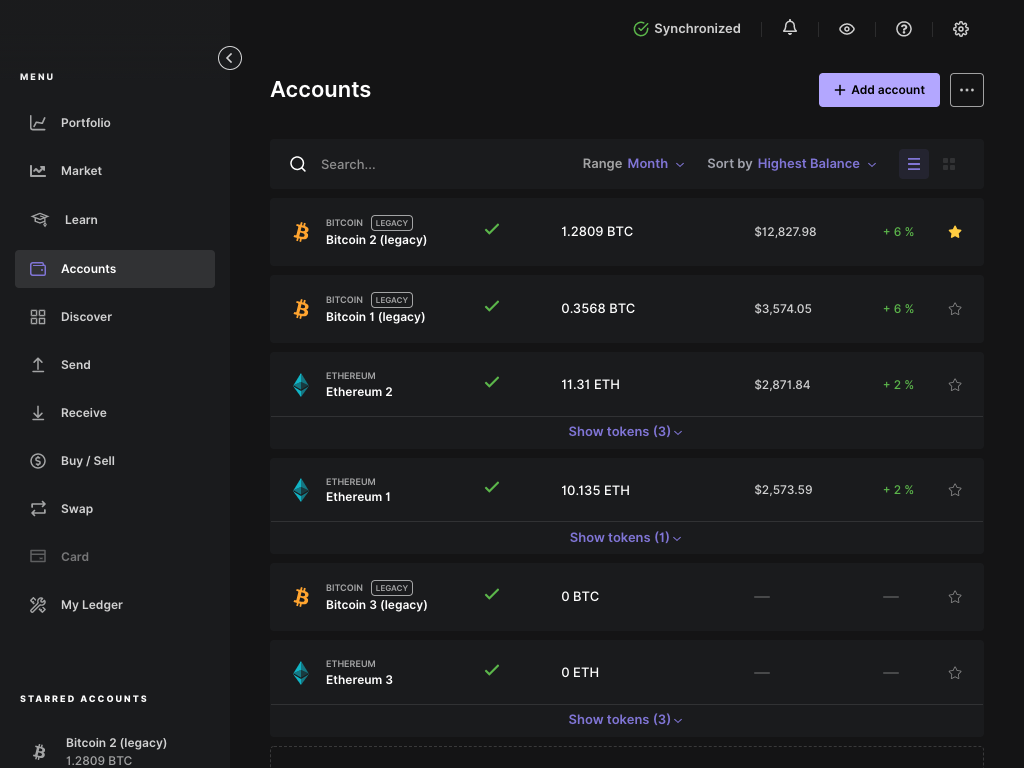 Synchronized
MENU
Portfolio
Market
Learn
Accounts
Discover
Send
Receive
Buy / Sell
Swap
Card
My Ledger
STARRED ACCOUNTS
Bitcoin 2 (legacy)
1.2809 BTC
Accounts
+ Add account
Search...
Range Month
Sort by Highest Balance
BITCOIN LEGACY
Bitcoin 2 (legacy)
1.2809 BTC
$12,827.98
+ 6 %
BITCOIN LEGACY
Bitcoin 1 (legacy)
0.3568 BTC
$3,574.05
+ 6 %
ETHEREUM
Ethereum 2
11.31 ETH
$2,871.84
+ 2 %
Show tokens (3)
ETHEREUM
Ethereum 1
10.135 ETH
$2,573.59
+ 2 %
Show tokens (1)
BITCOIN LEGACY
Bitcoin 3 (legacy)
0 BTC
—
—
ETHEREUM
Ethereum 3
0 ETH
—
—
Show tokens (3)